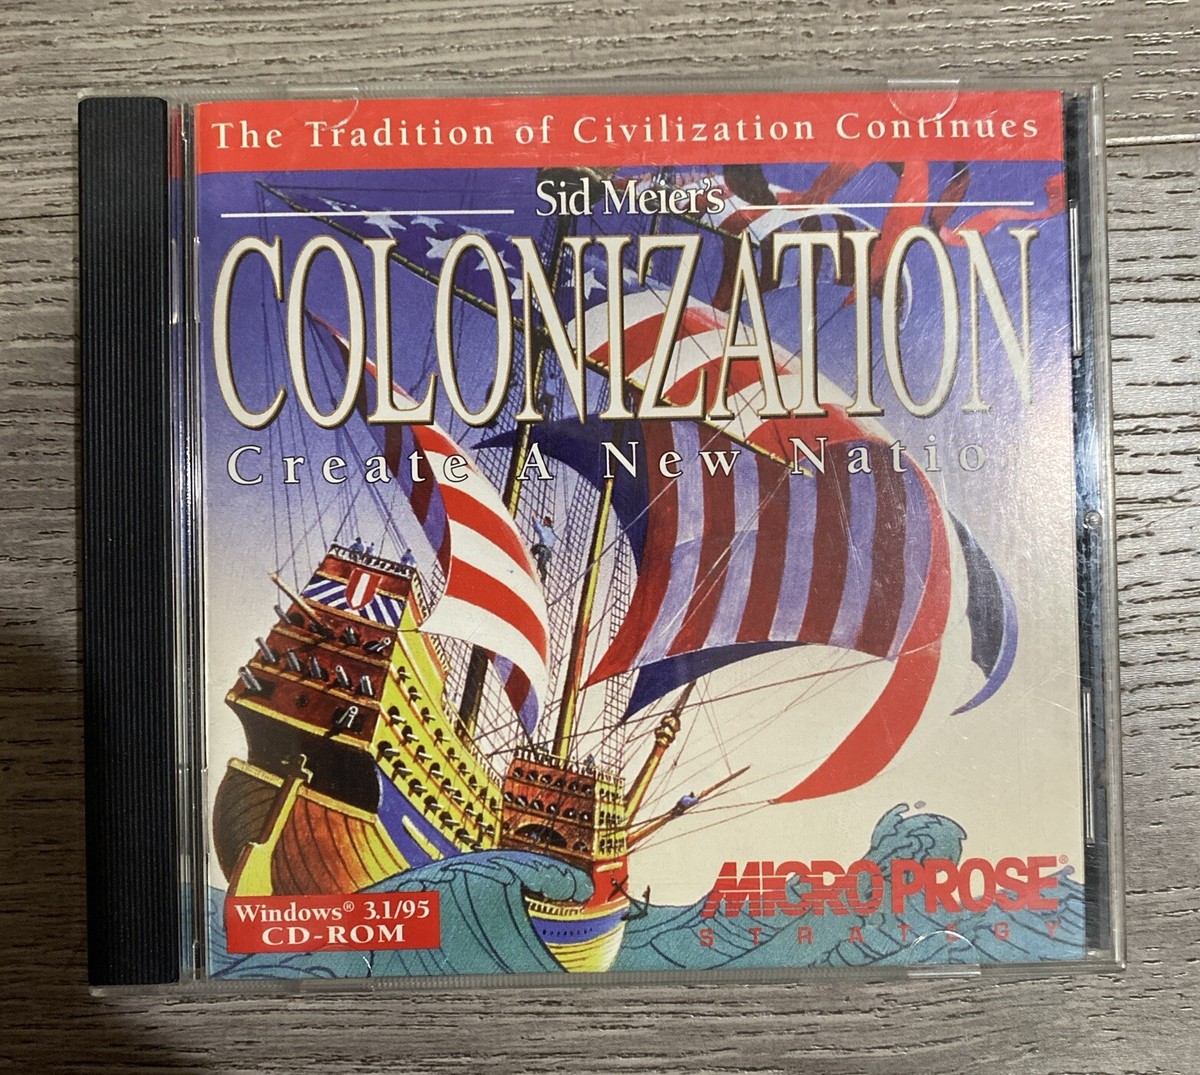 The Tradition of Civilization Continues
Sid Meier's
COLONIZATION
Create A New Nation
Windows® 3.1/95
CD-ROM
MICRO PROSE®
STRATEGY